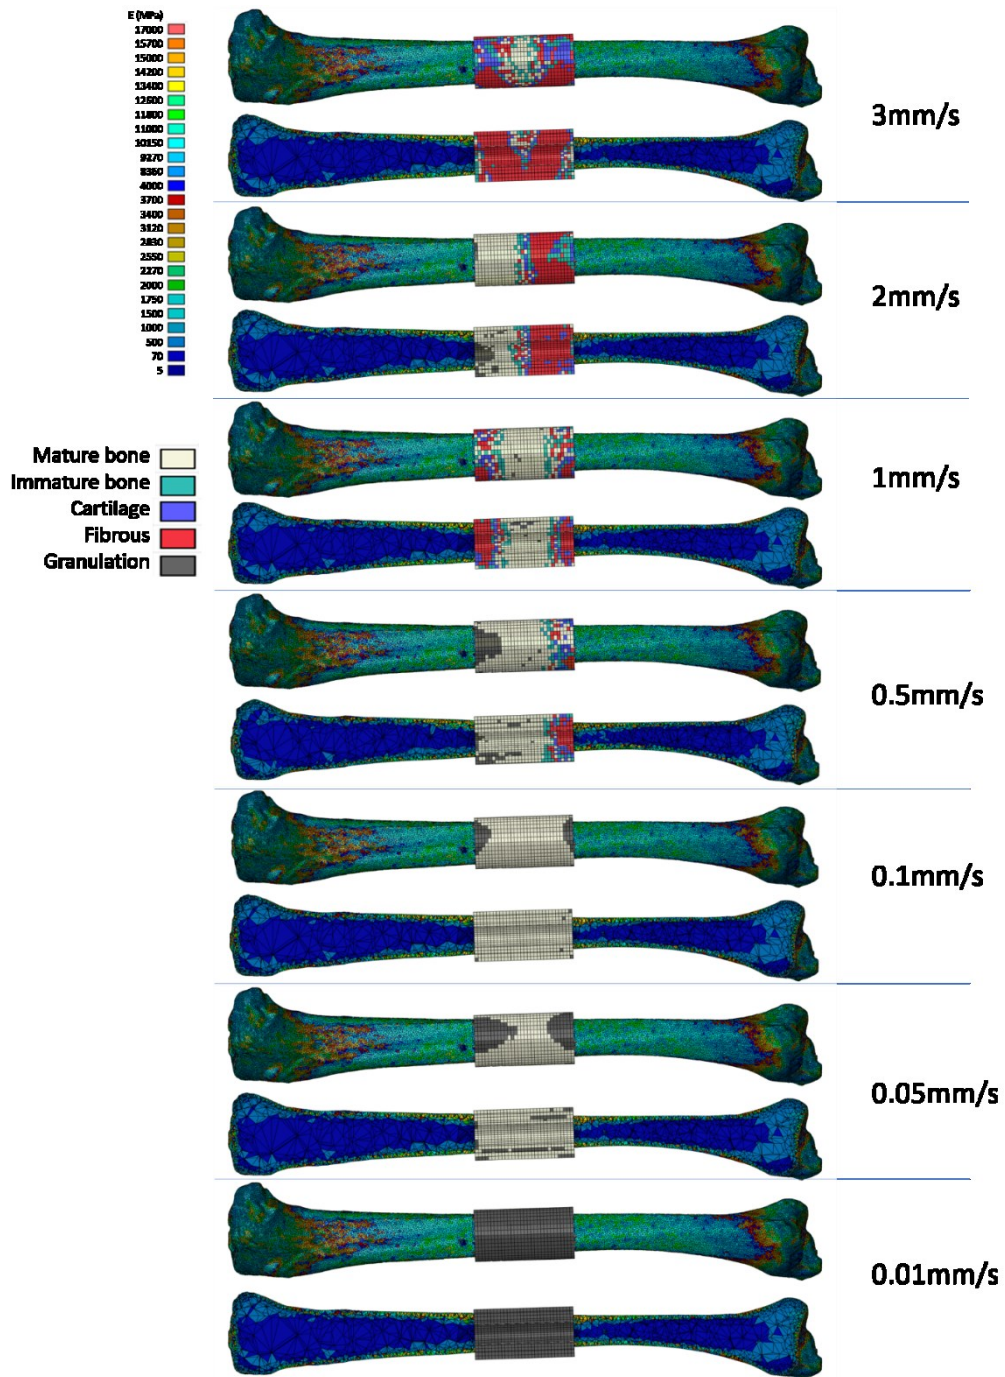 E (MPa)
17000
15700
15000
14200
13400
12600
11800
11000
10150
9270
8360
4000
3700
3400
3120
2830
2550
2270
2000
1750
1500
1000
500
70
5
Mature bone
Immature bone
Cartilage
Fibrous
Granulation
3mm/s
2mm/s
1mm/s
0.5mm/s
0.1mm/s
0.05mm/s
0.01mm/s